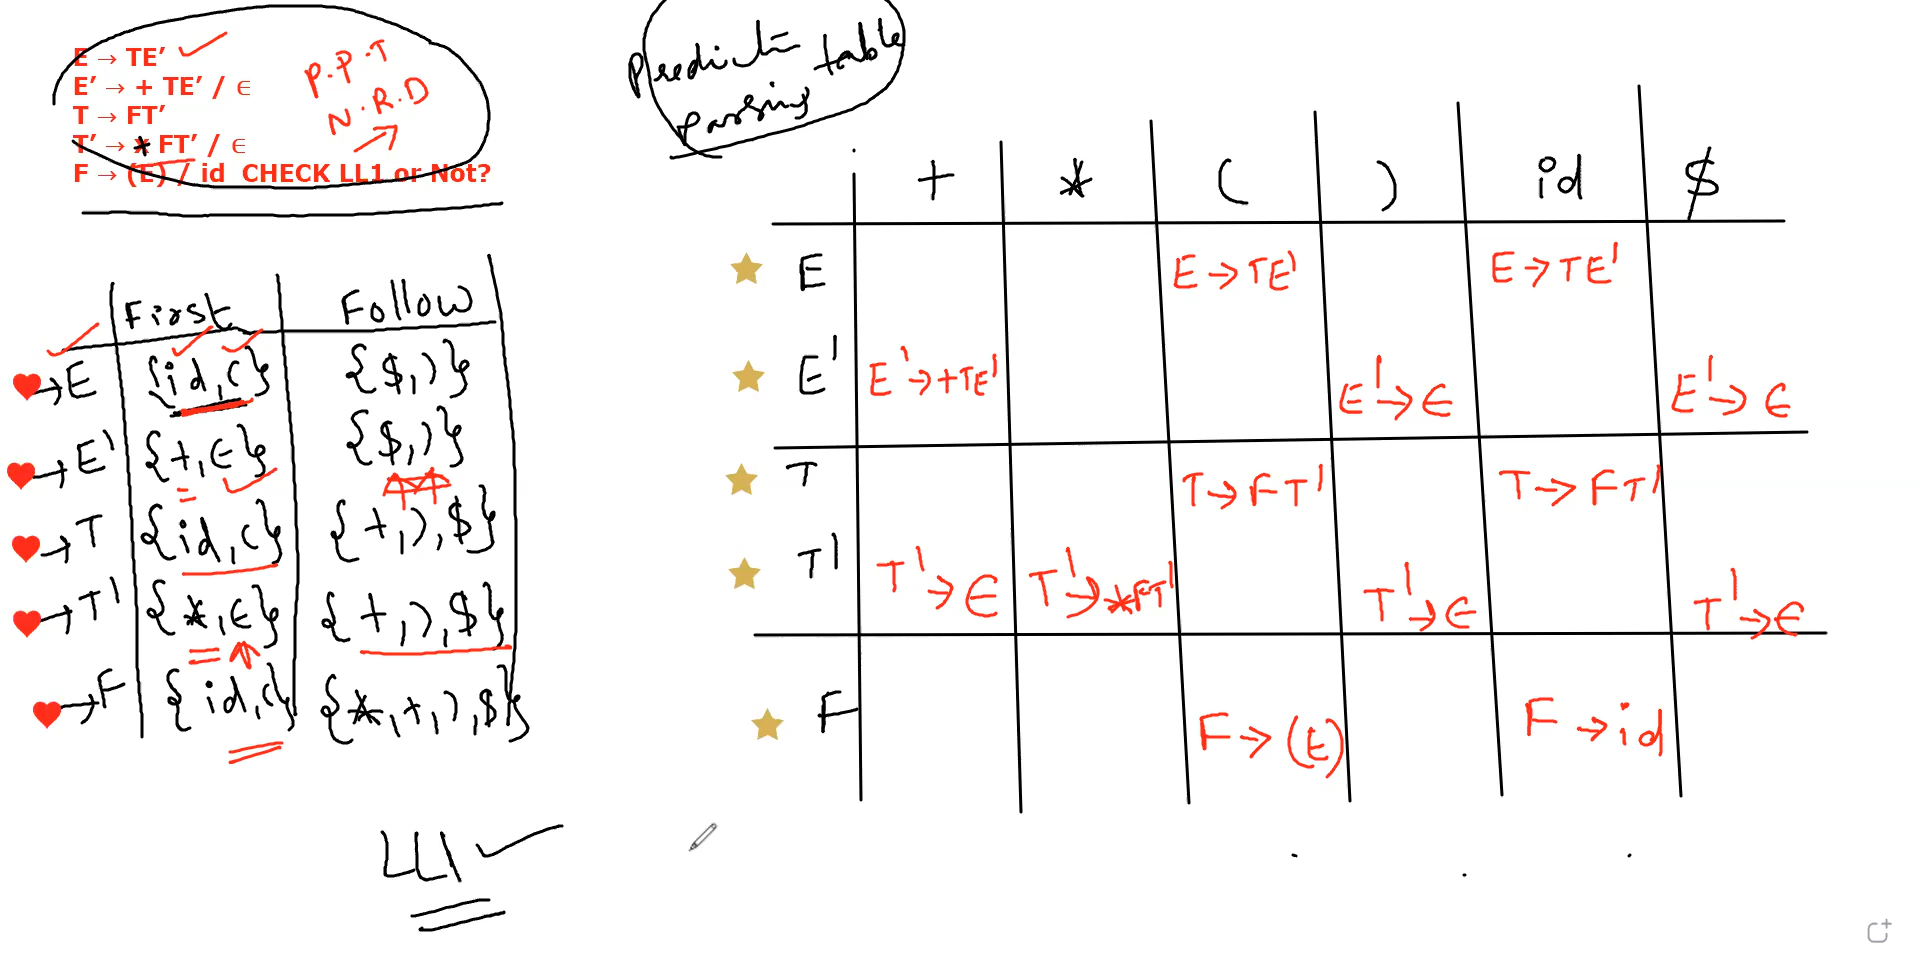 E → TE’
E’ → + TE’ / ∈
T → FT’
T’ → * FT’ / ∈
F → (E) / id CHECK LL1 or Not?
P.P.T
N.R.D
table
parsing
First Follow
→ E {id, (} {$, )}
→ E' {+, ∈} {$, )}
→ T {id, (} {+, ), $}
→ T' {*, ∈} {+, ), $}
→ F {id, (} {*, +, ), $}
LL1
+ * ( ) id $
E E → TE' E → TE'
E' E' → +TE' E' → ∈ E' → ∈
T T → FT' T → FT'
T' T' → ∈ T' → *FT' T' → ∈ T' → ∈
F F → (E) F → id